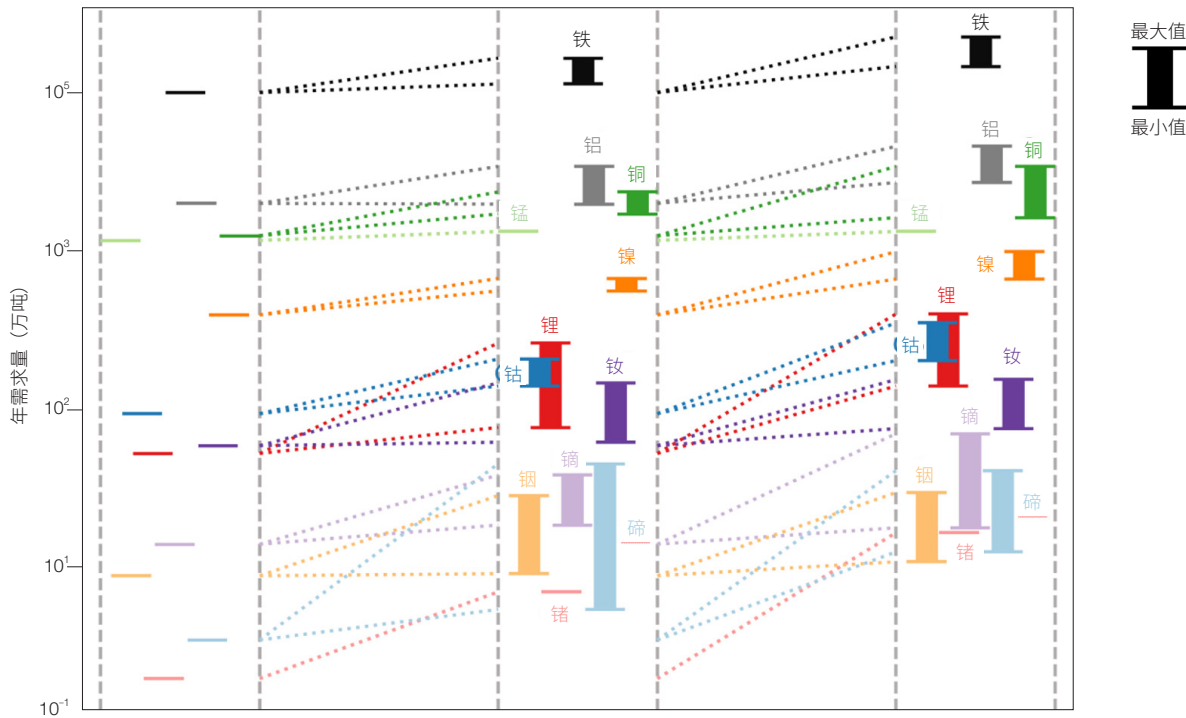 铁
铁
最大值
最小值
10⁵
铝
铜
锰
铝
铜
锰
10³
镍
镍
年需求量（万吨）
锂
钴
钕
锂
钴
钕
10²
铟
镝
碲
锗
铟
镝
碲
锗
10¹
10⁻¹